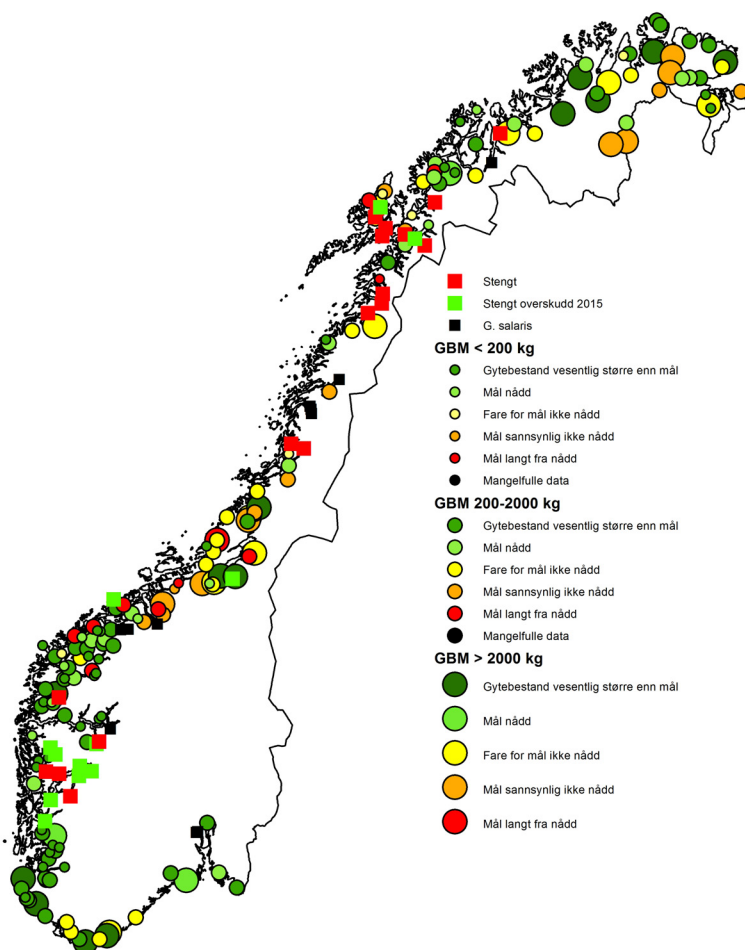 Stengt
Stengt overskudd 2015
G. salaris
GBM < 200 kg
Gytebestand vesentlig større enn mål
Mål nådd
Fare for mål ikke nådd
Mål sannsynlig ikke nådd
Mål langt fra nådd
Mangelfulle data
GBM 200-2000 kg
Gytebestand vesentlig større enn mål
Mål nådd
Fare for mål ikke nådd
Mål sannsynlig ikke nådd
Mål langt fra nådd
Mangelfulle data
GBM > 2000 kg
Gytebestand vesentlig større enn mål
Mål nådd
Fare for mål ikke nådd
Mål sannsynlig ikke nådd
Mål langt fra nådd